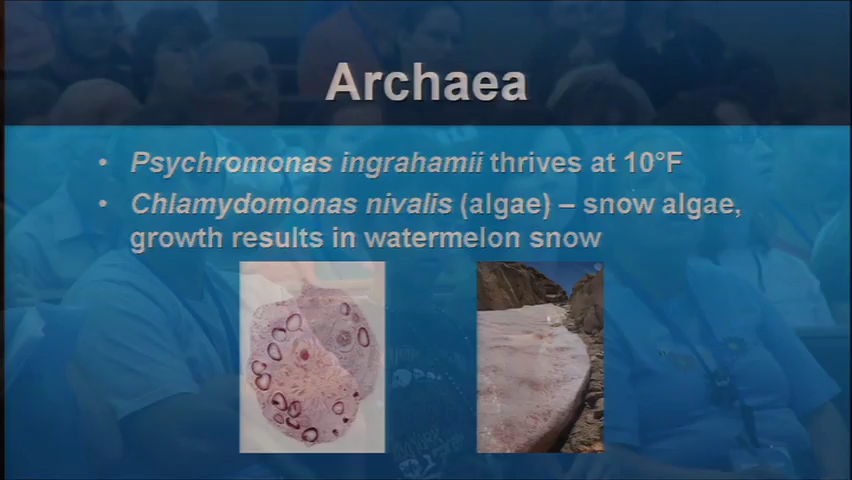 Archaea
• Psychromonas ingrahamii thrives at 10°F
• Chlamydomonas nivalis (algae) – snow algae,
growth results in watermelon snow